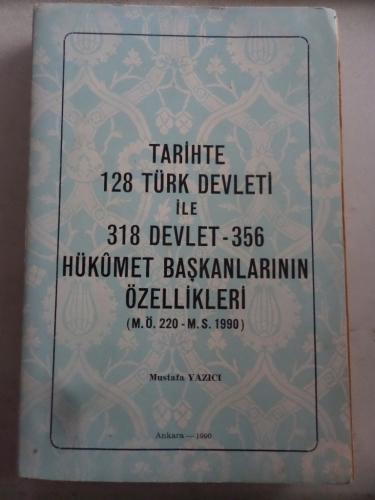 TARİHTE
128 TÜRK DEVLETİ
İLE
318 DEVLET - 356
HÜKÛMET BAŞKANLARININ
ÖZELLİKLERİ
(M. Ö. 220 - M. S. 1990)
Mustafa YAZICI
Ankara — 1990